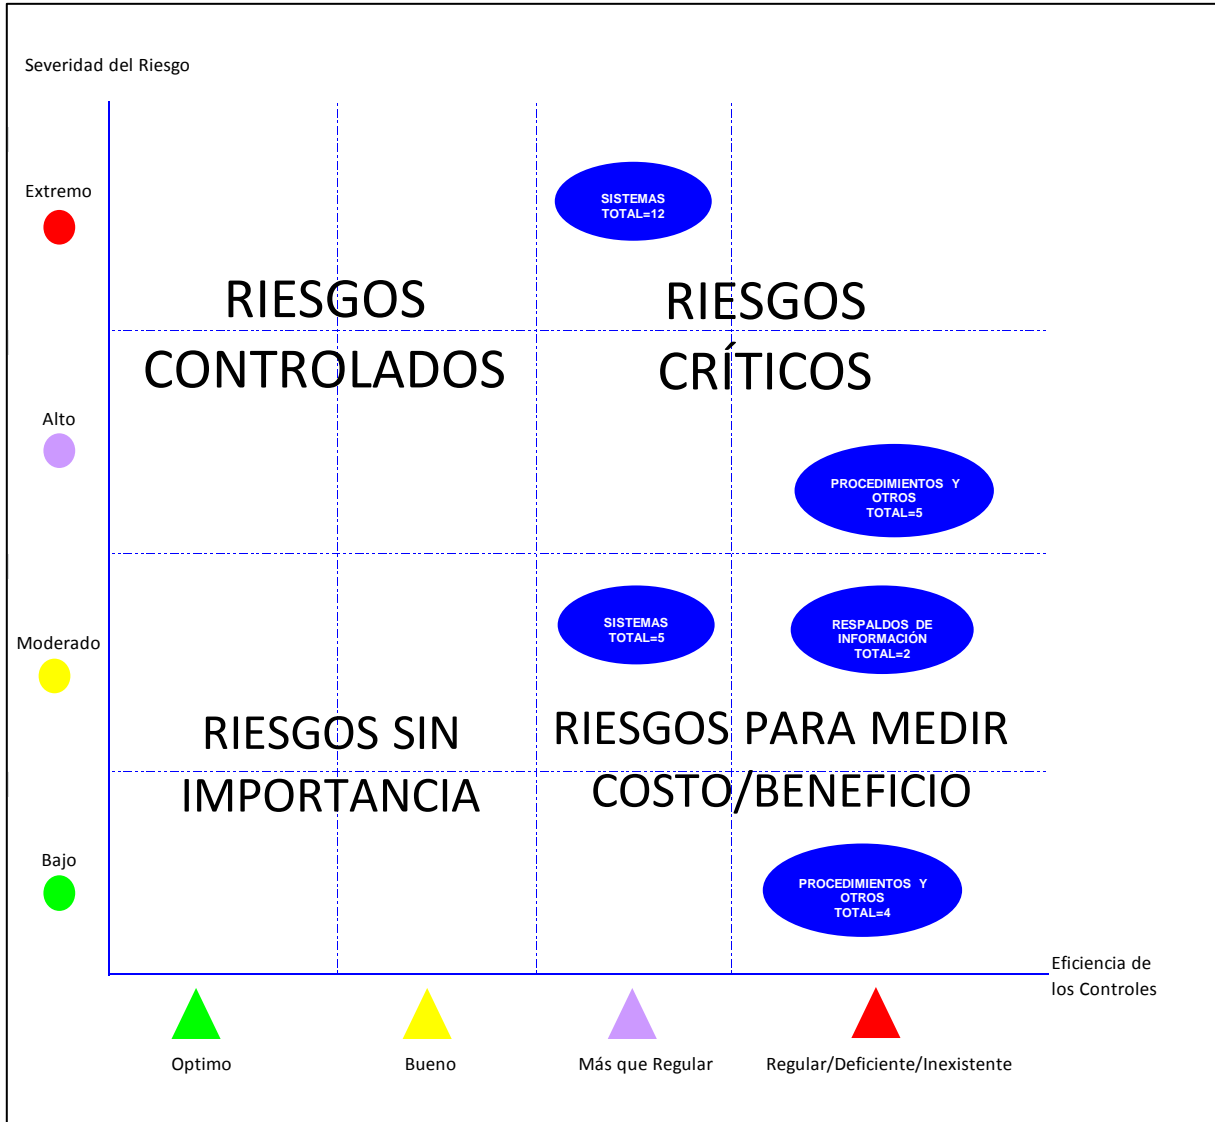 Severidad del Riesgo
Extremo
SISTEMAS
TOTAL=12
RIESGOS
CONTROLADOS
RIESGOS
CRÍTICOS
Alto
PROCEDIMIENTOS Y
OTROS
TOTAL=5
Moderado
SISTEMAS
TOTAL=5
RESPALDOS DE
INFORMACIÓN
TOTAL=2
RIESGOS SIN
IMPORTANCIA
RIESGOS PARA MEDIR
COSTO/BENEFICIO
Bajo
PROCEDIMIENTOS Y
OTROS
TOTAL=4
Eficiencia de
los Controles
Optimo
Bueno
Más que Regular
Regular/Deficiente/Inexistente